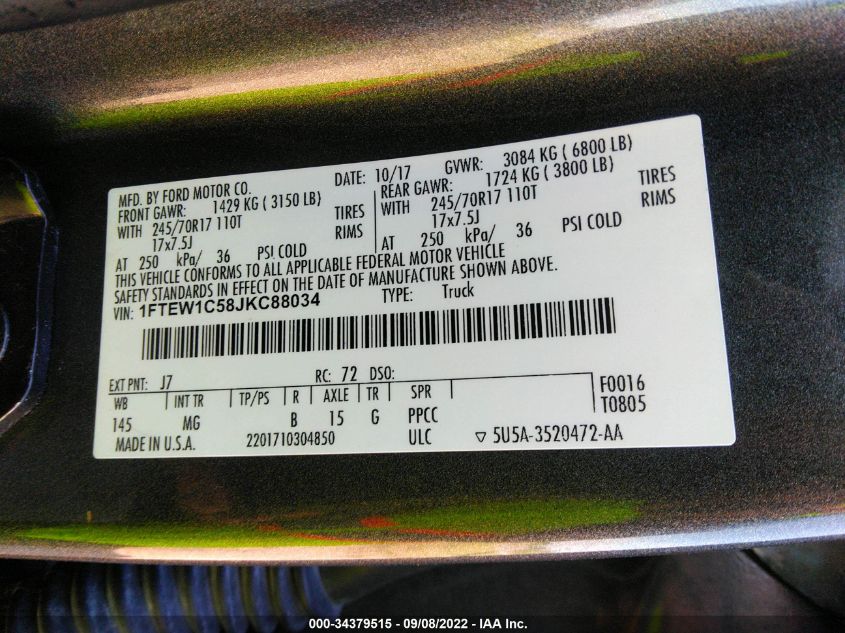 MFD. BY FORD MOTOR CO. DATE: 10/17 GVWR: 3084 KG ( 6800 LB)
FRONT GAWR: 1429 KG ( 3150 LB) REAR GAWR: 1724 KG ( 3800 LB)
WITH 245/70R17 110T TIRES WITH 245/70R17 110T TIRES
17x7.5J RIMS 17x7.5J RIMS
AT 250 kPa/ 36 PSI COLD AT 250 kPa/ 36 PSI COLD
THIS VEHICLE CONFORMS TO ALL APPLICABLE FEDERAL MOTOR VEHICLE
SAFETY STANDARDS IN EFFECT ON THE DATE OF MANUFACTURE SHOWN ABOVE.
VIN: 1FTEW1C58JKC88034 TYPE: Truck
EXT PNT: J7 RC: 72 DSO: F0016
WB INT TR TP/PS R AXLE TR SPR T0805
145 MG B 15 G PPCC
MADE IN U.S.A. 2201710304850 ULC ▽ 5U5A-3520472-AA
000-34379515 - 09/08/2022 - IAA Inc.